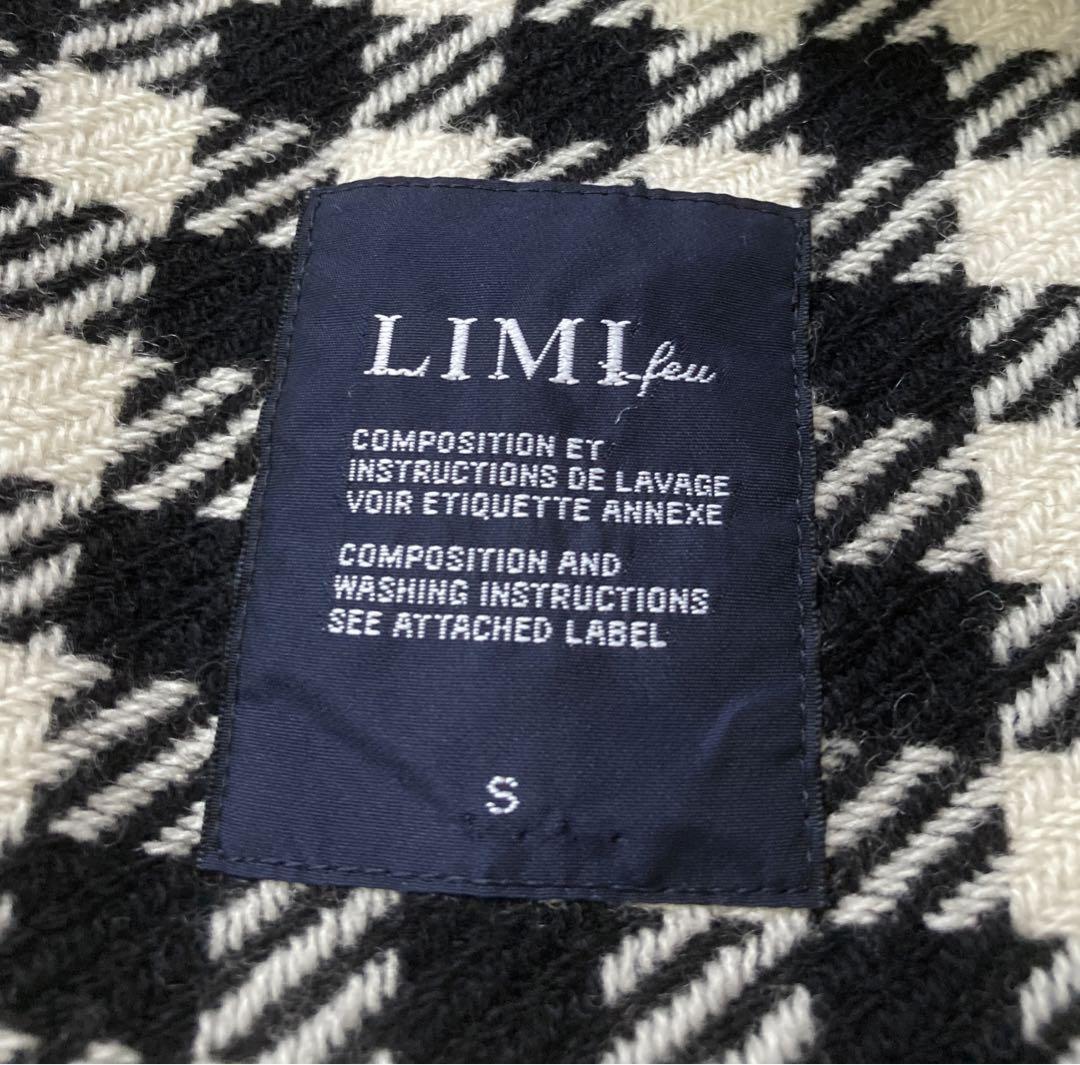 LIMI feu
COMPOSITION ET
INSTRUCTIONS DE LAVAGE
VOIR ETIQUETTE ANNEXE
COMPOSITION AND
WASHING INSTRUCTIONS
SEE ATTACHED LABEL
S